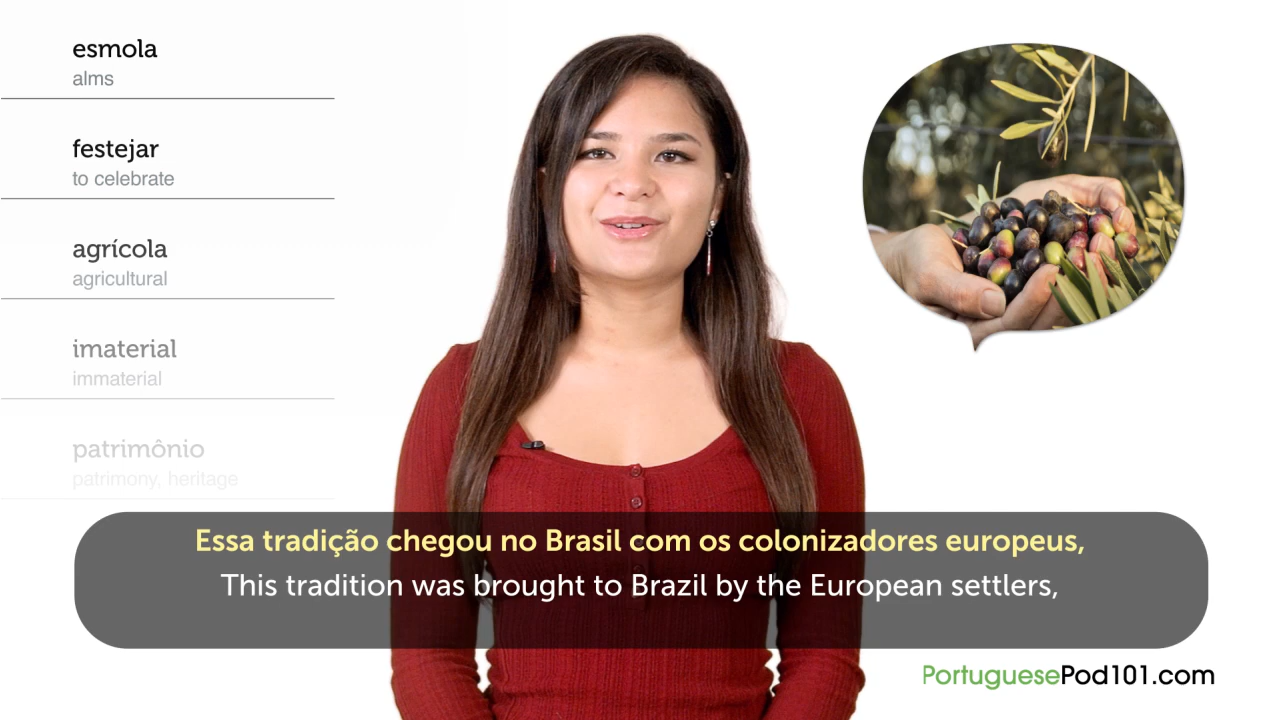 esmola
alms
festejar
to celebrate
agrícola
agricultural
imaterial
immaterial
patrimônio
patrimony, heritage
Essa tradição chegou no Brasil com os colonizadores europeus,
This tradition was brought to Brazil by the European settlers,
PortuguesePod101.com